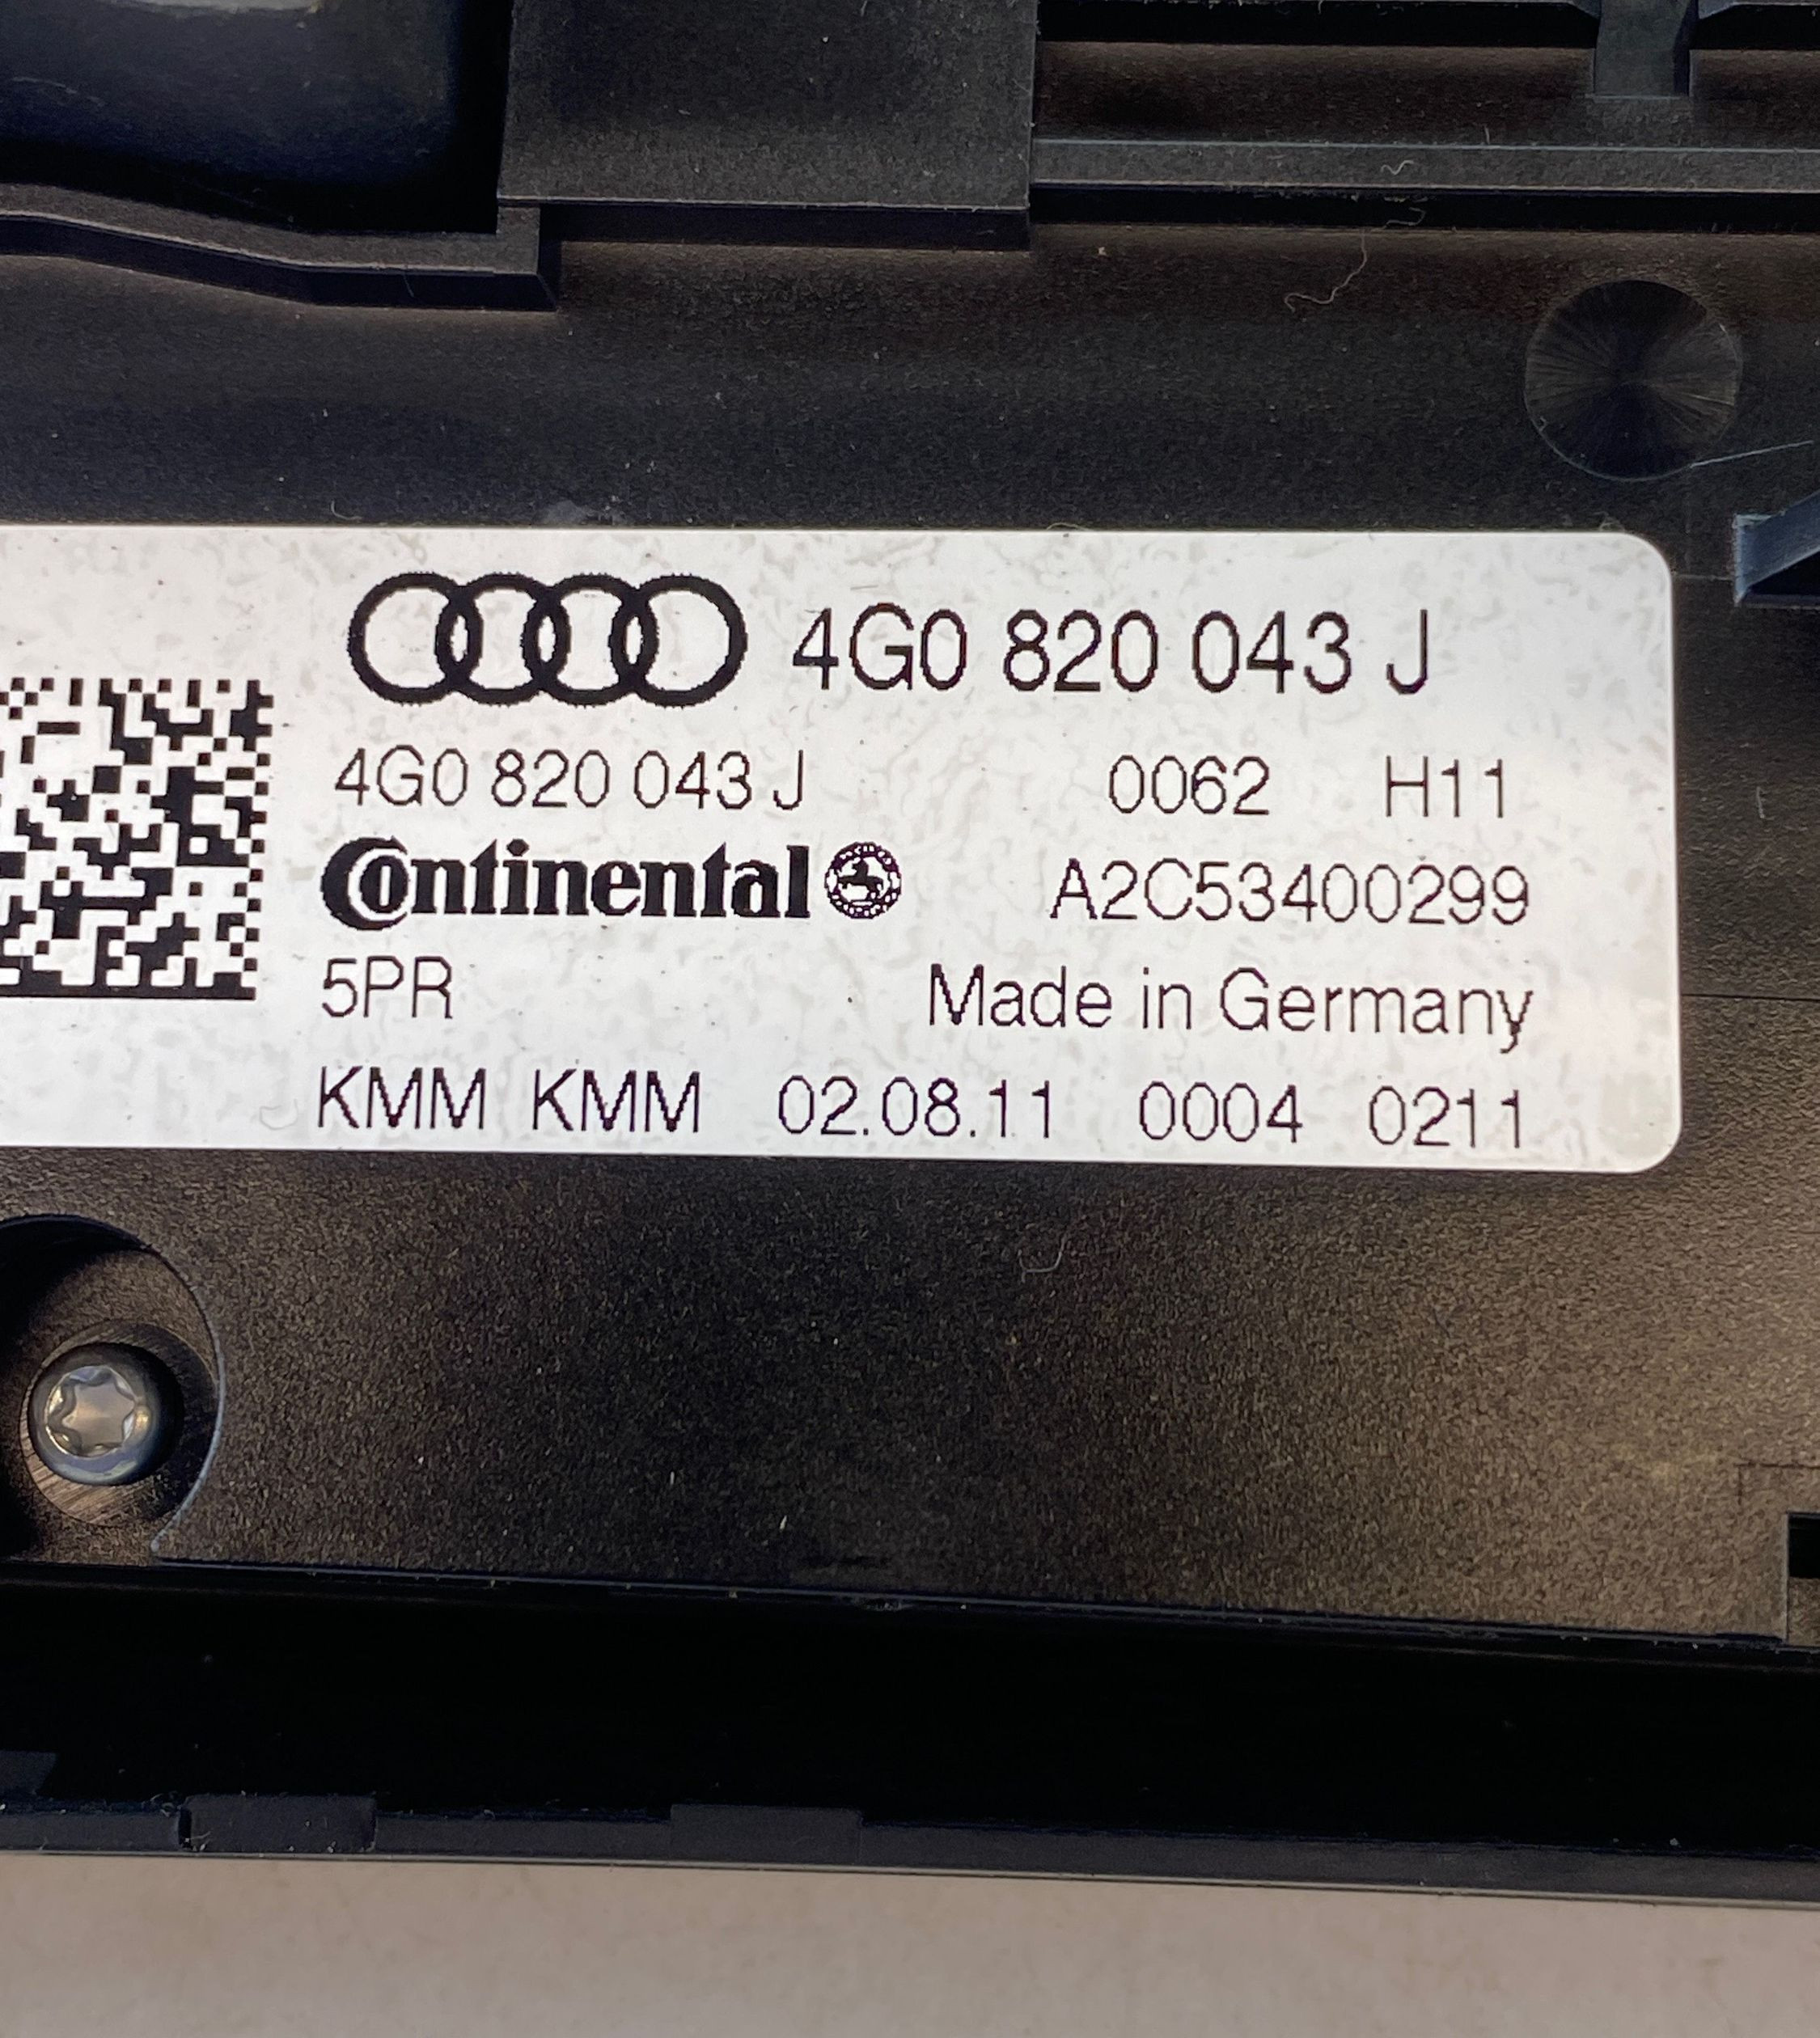 4G0 820 043 J
4G0 820 043 J 0062 H11
Continental A2C53400299
5PR Made in Germany
KMM KMM 02.08.11 0004 0211